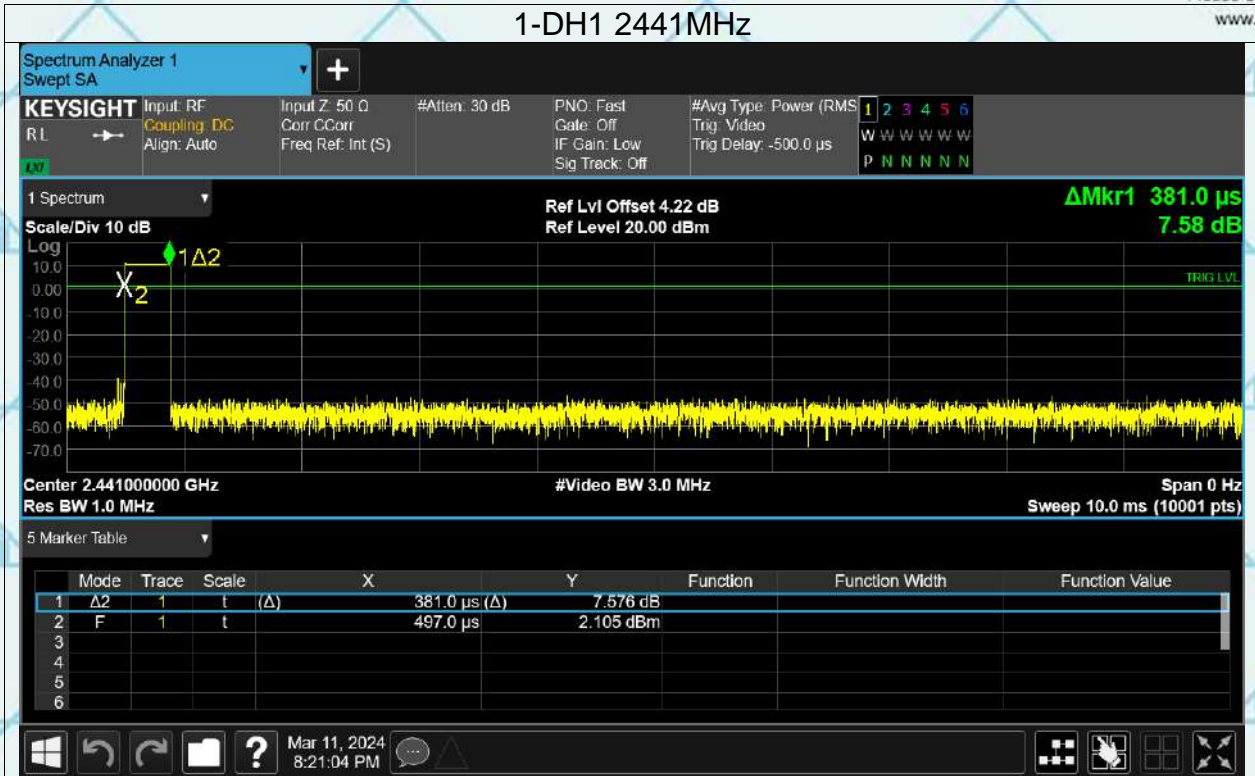 www.
1-DH1 2441MHz
Spectrum Analyzer 1
Swept SA
+
KEYSIGHT
RL
LXI
Input: RF
Coupling: DC
Align: Auto
Input Z: 50 Ω
Corr CCorr
Freq Ref: Int (S)
#Atten: 30 dB
PNO: Fast
Gate: Off
IF Gain: Low
Sig Track: Off
#Avg Type: Power (RMS
Trig: Video
Trig Delay: -500.0 µs
1 2 3 4 5 6
W W W W W W
P N N N N N
1 Spectrum
Scale/Div 10 dB
Ref Lvl Offset 4.22 dB
Ref Level 20.00 dBm
ΔMkr1 381.0 µs
7.58 dB
Log
1Δ2
10.0
TRIG LVL
0.00
X2
-10.0
-20.0
-30.0
-40.0
-50.0
-60.0
-70.0
Center 2.441000000 GHz
#Video BW 3.0 MHz
Span 0 Hz
Res BW 1.0 MHz
Sweep 10.0 ms (10001 pts)
5 Marker Table
Mode Trace Scale X Y Function Function Width Function Value
1 Δ2 1 t (Δ) 381.0 µs (Δ) 7.576 dB
2 F 1 t 497.0 µs 2.105 dBm
3
4
5
6
?
Mar 11, 2024
8:21:04 PM